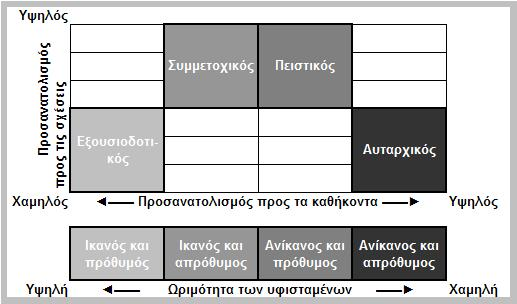 Υψηλός
Προσανατολισμός
προς τις σχέσεις
Συμμετοχικός
Πειστικός
Εξουσιοδοτι-
κός
Αυταρχικός
Χαμηλός
Προσανατολισμός προς τα καθήκοντα
Υψηλός
Ικανός και
πρόθυμος
Ικανός και
απρόθυμος
Ανίκανος και
πρόθυμος
Ανίκανος και
απρόθυμος
Υψηλή
Ωριμότητα των υφισταμένων
Χαμηλή